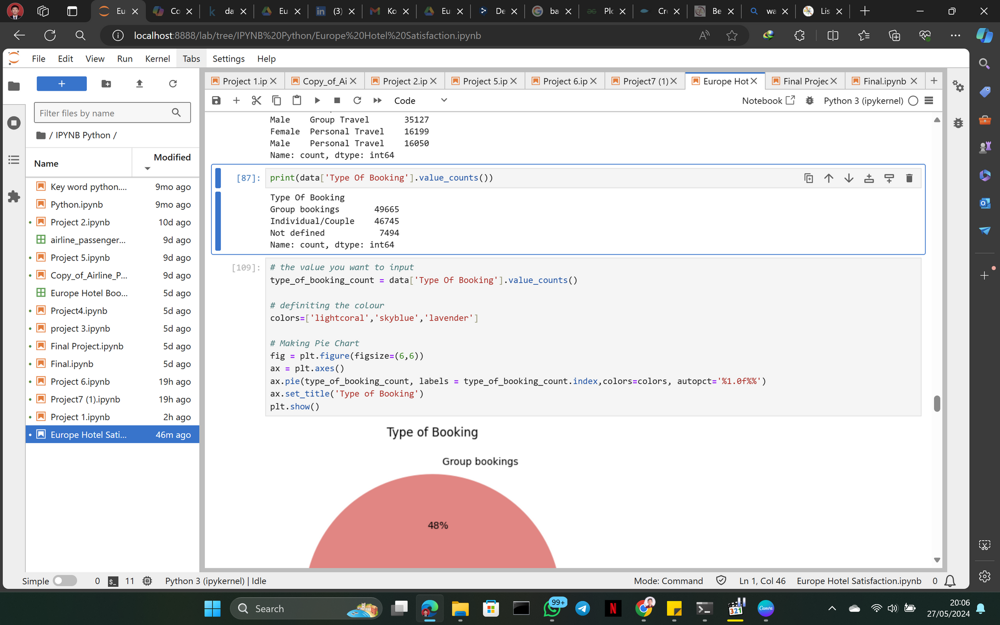 Eu
Co
da
Eu
(3)
Ko
Eu
De
ba
Plo
Cr
Be
wa
Lis
localhost:8888/lab/tree/IPYNB%20Python/Europe%20Hotel%20Satisfaction.ipynb
File Edit View Run Kernel Tabs Settings Help
Project 1.ip
Copy_of_Ai
Project 2.ip
Project 5.ip
Project 6.ip
Project7 (1)
Europe Hot
Final Projec
Final.ipynb
Code
Notebook
Python 3 (ipykernel)
Filter files by name
/ IPYNB Python /
Name Modified
Key word python.... 9mo ago
Python.ipynb 9mo ago
Project 2.ipynb 10d ago
airline_passenger... 9d ago
Project 5.ipynb 9d ago
Copy_of_Airline_P... 9d ago
Europe Hotel Boo... 5d ago
Project4.ipynb 5d ago
project 3.ipynb 5d ago
Final Project.ipynb 5d ago
Final.ipynb 5d ago
Project 6.ipynb 19h ago
Project7 (1).ipynb 19h ago
Project 1.ipynb 2h ago
Europe Hotel Sati... 46m ago
Male Group Travel 35127
Female Personal Travel 16199
Male Personal Travel 16050
Name: count, dtype: int64
[87]: print(data['Type Of Booking'].value_counts())
Type Of Booking
Group bookings 49665
Individual/Couple 46745
Not defined 7494
Name: count, dtype: int64
[109]: # the value you want to input
type_of_booking_count = data['Type Of Booking'].value_counts()
# definiting the colour
colors=['lightcoral','skyblue','lavender']
# Making Pie Chart
fig = plt.figure(figsize=(6,6))
ax = plt.axes()
ax.pie(type_of_booking_count, labels = type_of_booking_count.index,colors=colors, autopct='%1.0f%%')
ax.set_title('Type of Booking')
plt.show()
Type of Booking
Group bookings
48%
Simple 0 11 Python 3 (ipykernel) | Idle Mode: Command Ln 1, Col 46 Europe Hotel Satisfaction.ipynb 0
Search
99+
N
321
Canva
20:06
27/05/2024